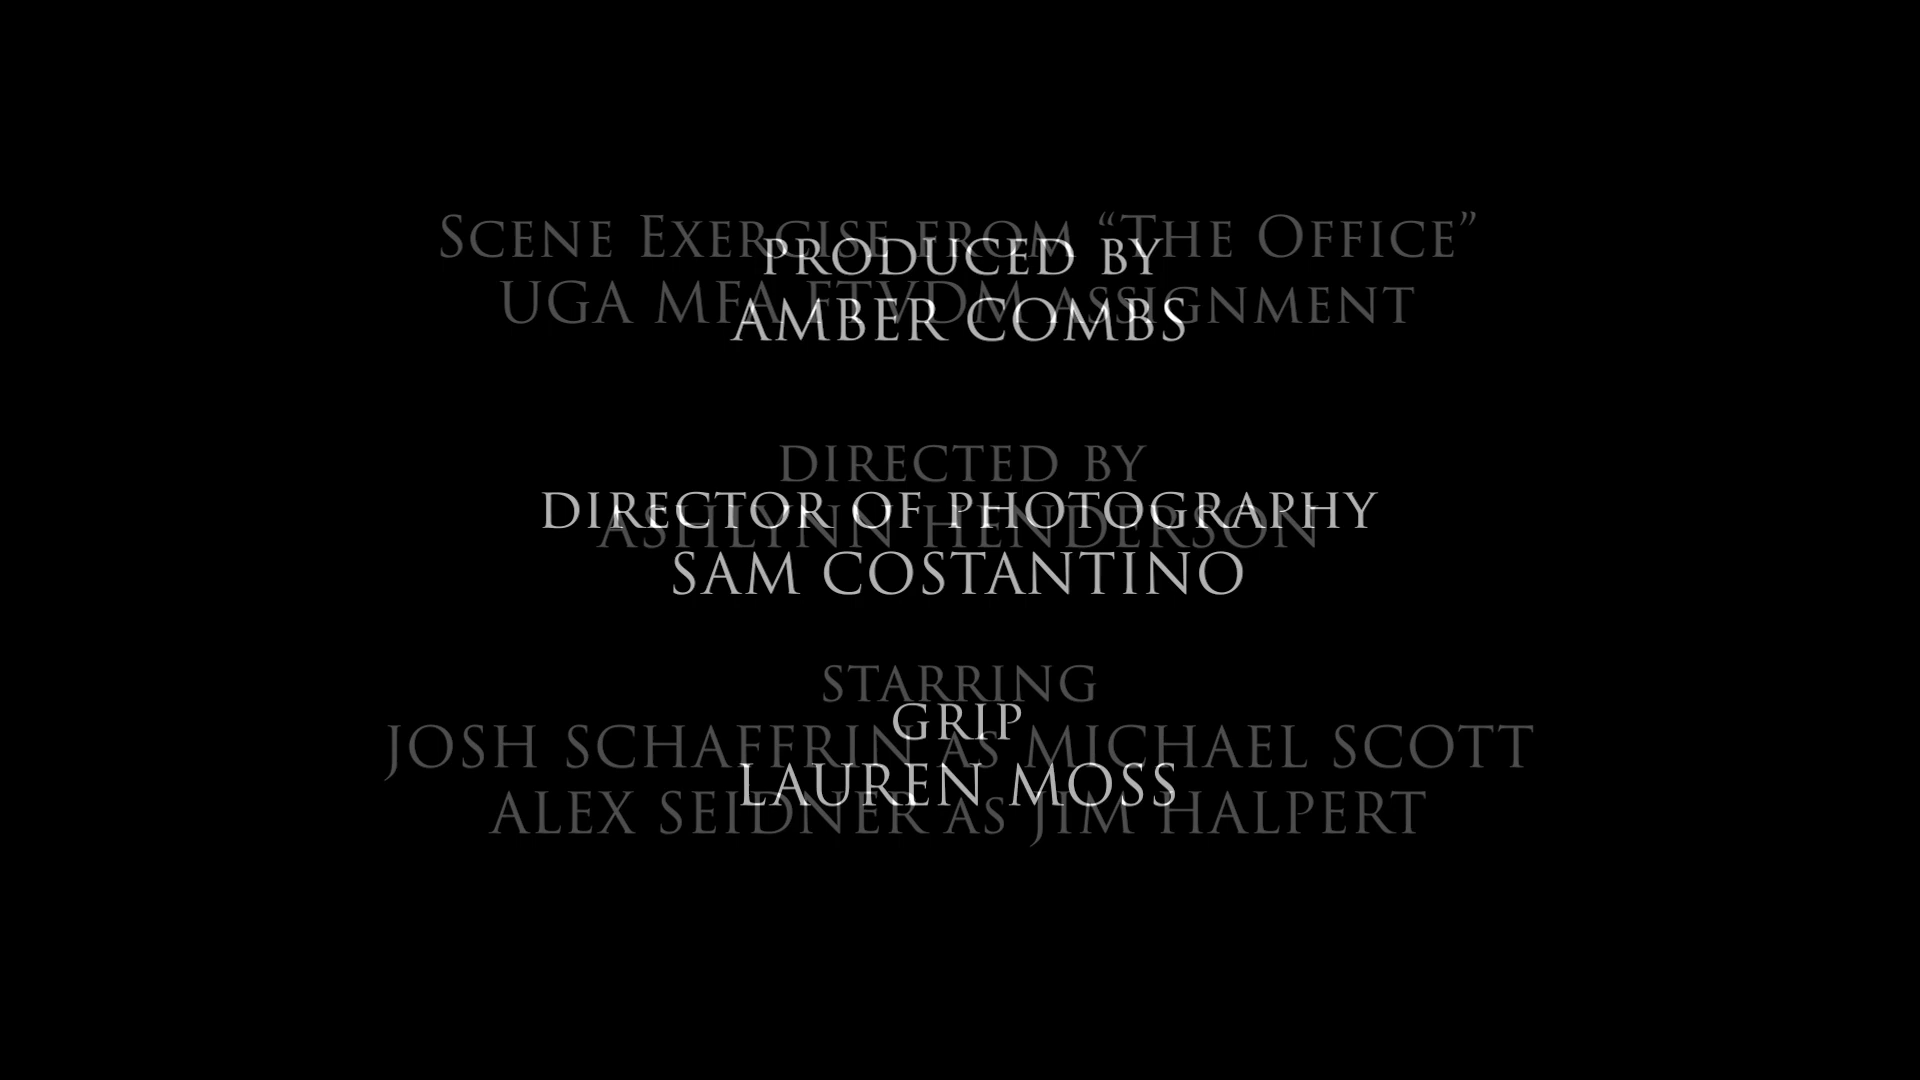 Scene Exercise from “The Office”
PRODUCED BY
UGA MFA FTVDM ASSIGNMENT
AMBER COMBS
DIRECTED BY
DIRECTOR OF PHOTOGRAPHY
ASHLYNN HENDERSON
SAM COSTANTINO
STARRING
GRIP
JOSH SCHAFFRIN AS MICHAEL SCOTT
LAUREN MOSS
ALEX SEIDNER AS JIM HALPERT